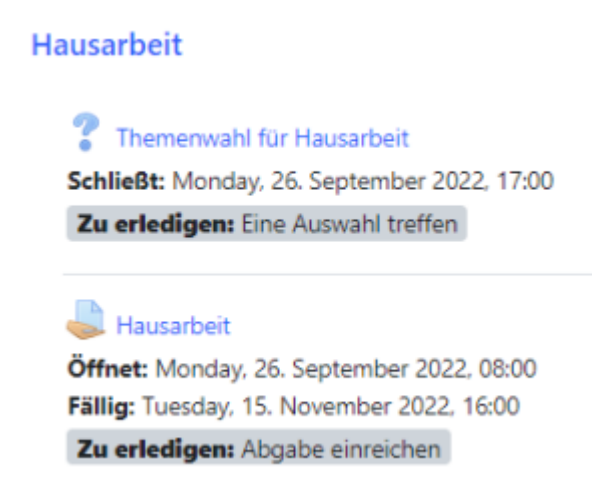 Hausarbeit
Themenwahl für Hausarbeit
Schließt: Monday, 26. September 2022, 17:00
Zu erledigen: Eine Auswahl treffen
Hausarbeit
Öffnet: Monday, 26. September 2022, 08:00
Fällig: Tuesday, 15. November 2022, 16:00
Zu erledigen: Abgabe einreichen